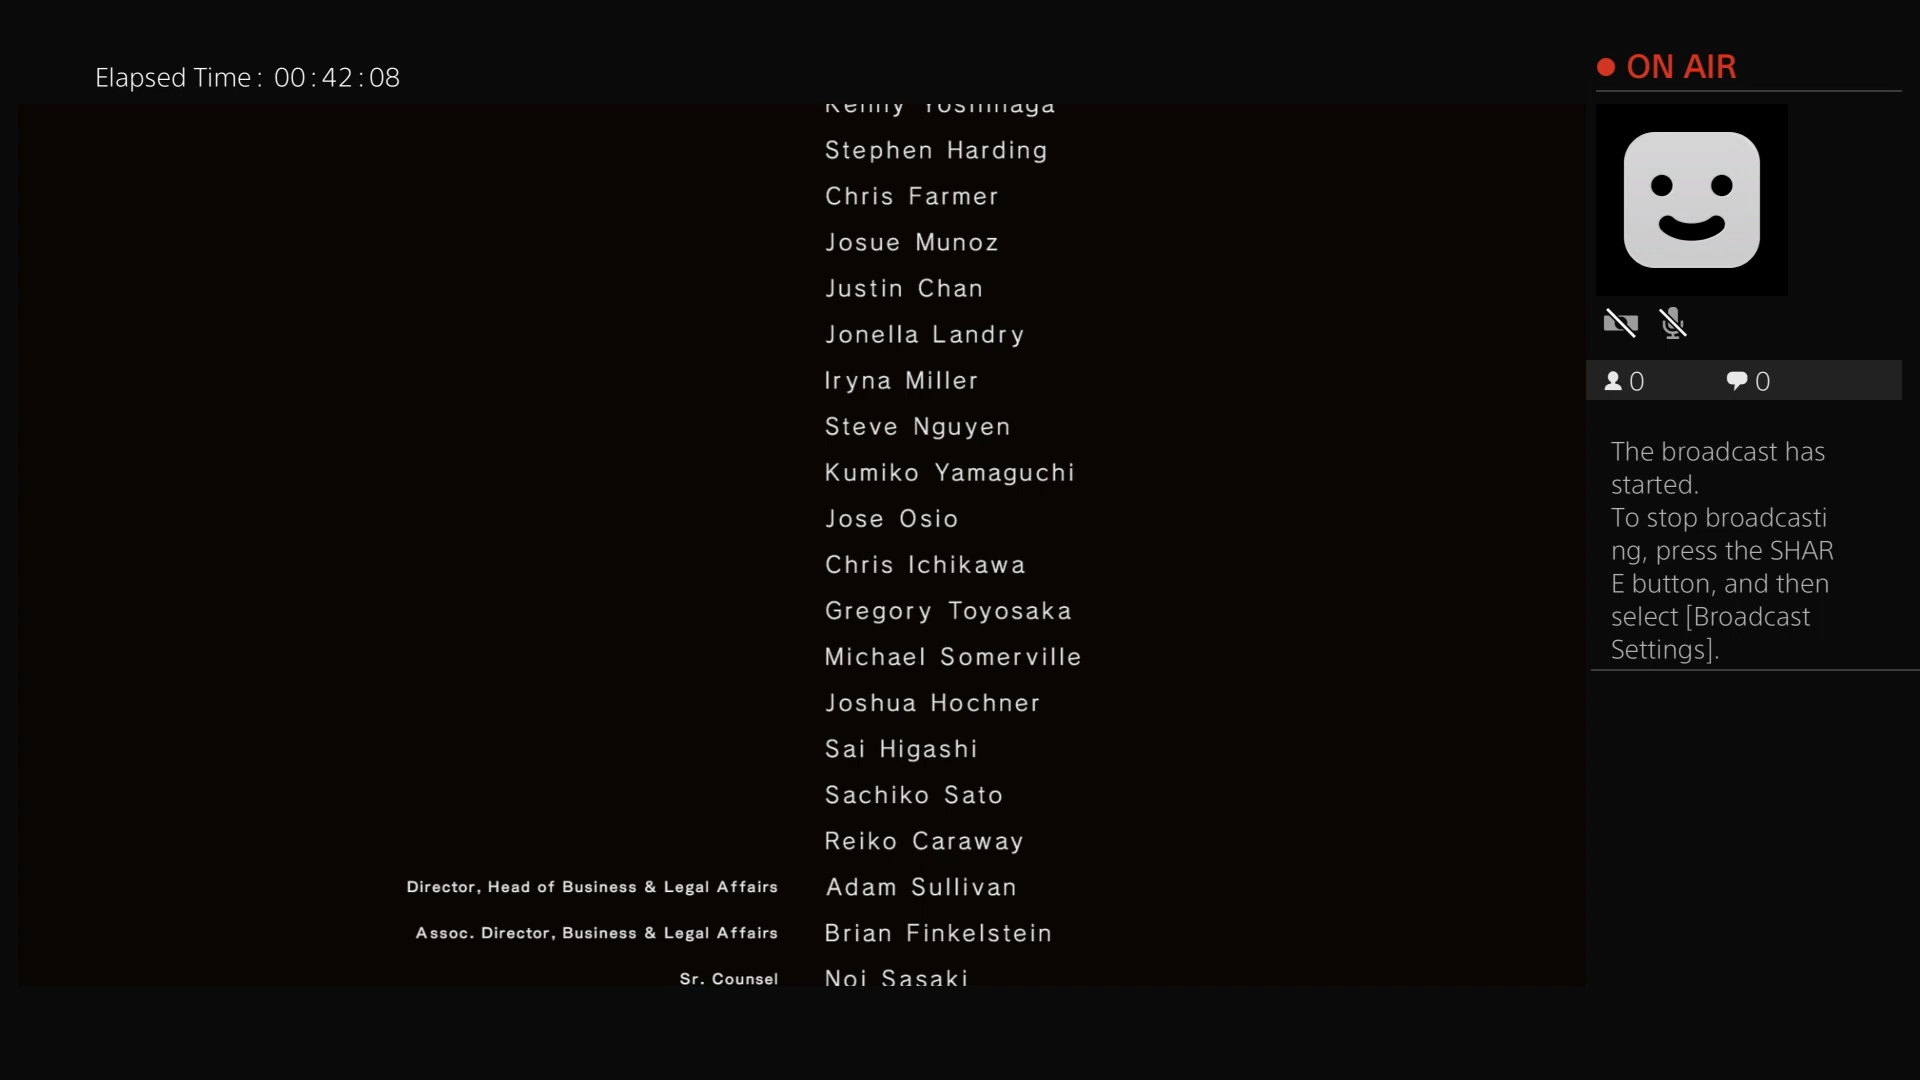 Elapsed Time: 00:42:08
ON AIR
Kenny Yoshinaga
Stephen Harding
Chris Farmer
Josue Munoz
Justin Chan
Jonella Landry
Iryna Miller
Steve Nguyen
Kumiko Yamaguchi
Jose Osio
Chris Ichikawa
Gregory Toyosaka
Michael Somerville
Joshua Hochner
Sai Higashi
Sachiko Sato
Reiko Caraway
Director, Head of Business & Legal Affairs Adam Sullivan
Assoc. Director, Business & Legal Affairs Brian Finkelstein
Sr. Counsel Noi Sasaki
0 0
The broadcast has
started.
To stop broadcasti
ng, press the SHAR
E button, and then
select [Broadcast
Settings].